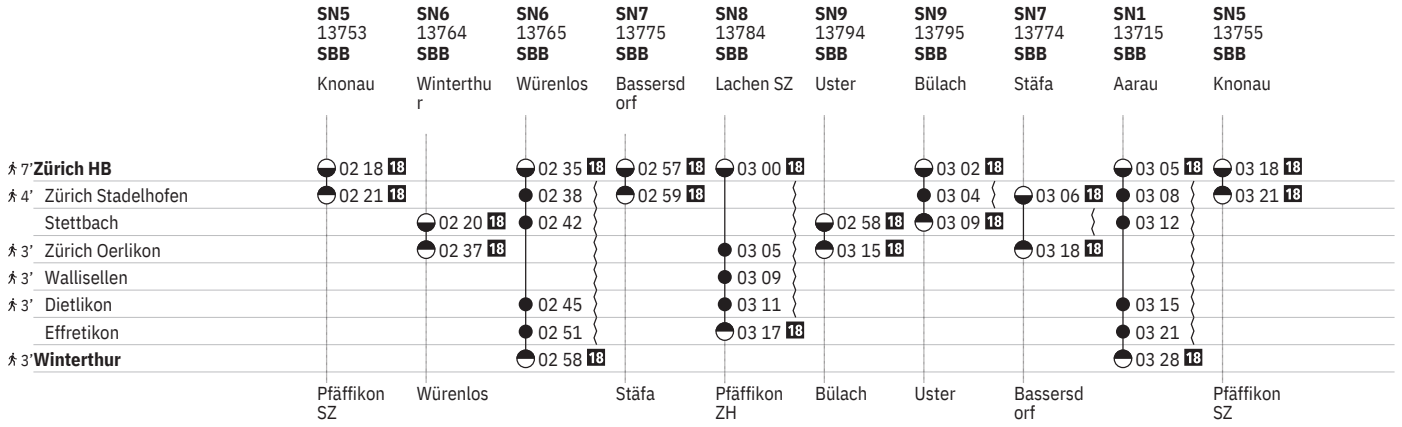 SN5 SN6 SN6 SN7 SN8 SN9 SN9 SN7 SN1 SN5
13753 13764 13765 13775 13784 13794 13795 13774 13715 13755
SBB SBB SBB SBB SBB SBB SBB SBB SBB SBB
Knonau Winterthu Würenlos Bassersd Lachen SZ Uster Bülach Stäfa Aarau Knonau
r orf
7' Zürich HB 02 18 18 02 35 18 02 57 18 03 00 18 03 02 18 03 05 18 03 18 18
4' Zürich Stadelhofen 02 21 18 02 38 02 59 18 03 04 03 06 18 03 08 03 21 18
Stettbach 02 20 18 02 42 02 58 18 03 09 18 03 12
3' Zürich Oerlikon 02 37 18 03 05 03 15 18 03 18 18
3' Wallisellen 03 09
3' Dietlikon 02 45 03 11 03 15
Effretikon 02 51 03 17 18 03 21
3' Winterthur 02 58 18 03 28 18
Pfäffikon Würenlos Stäfa Pfäffikon Bülach Uster Bassersd Pfäffikon
SZ ZH orf SZ